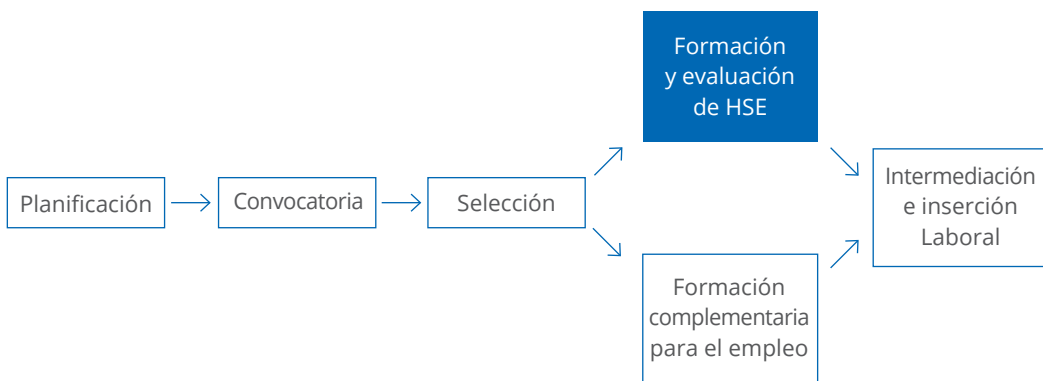 Planificación
Convocatoria
Selección
Formación
y evaluación
de HSE
Formación
complementaria
para el empleo
Intermediación
e inserción
Laboral